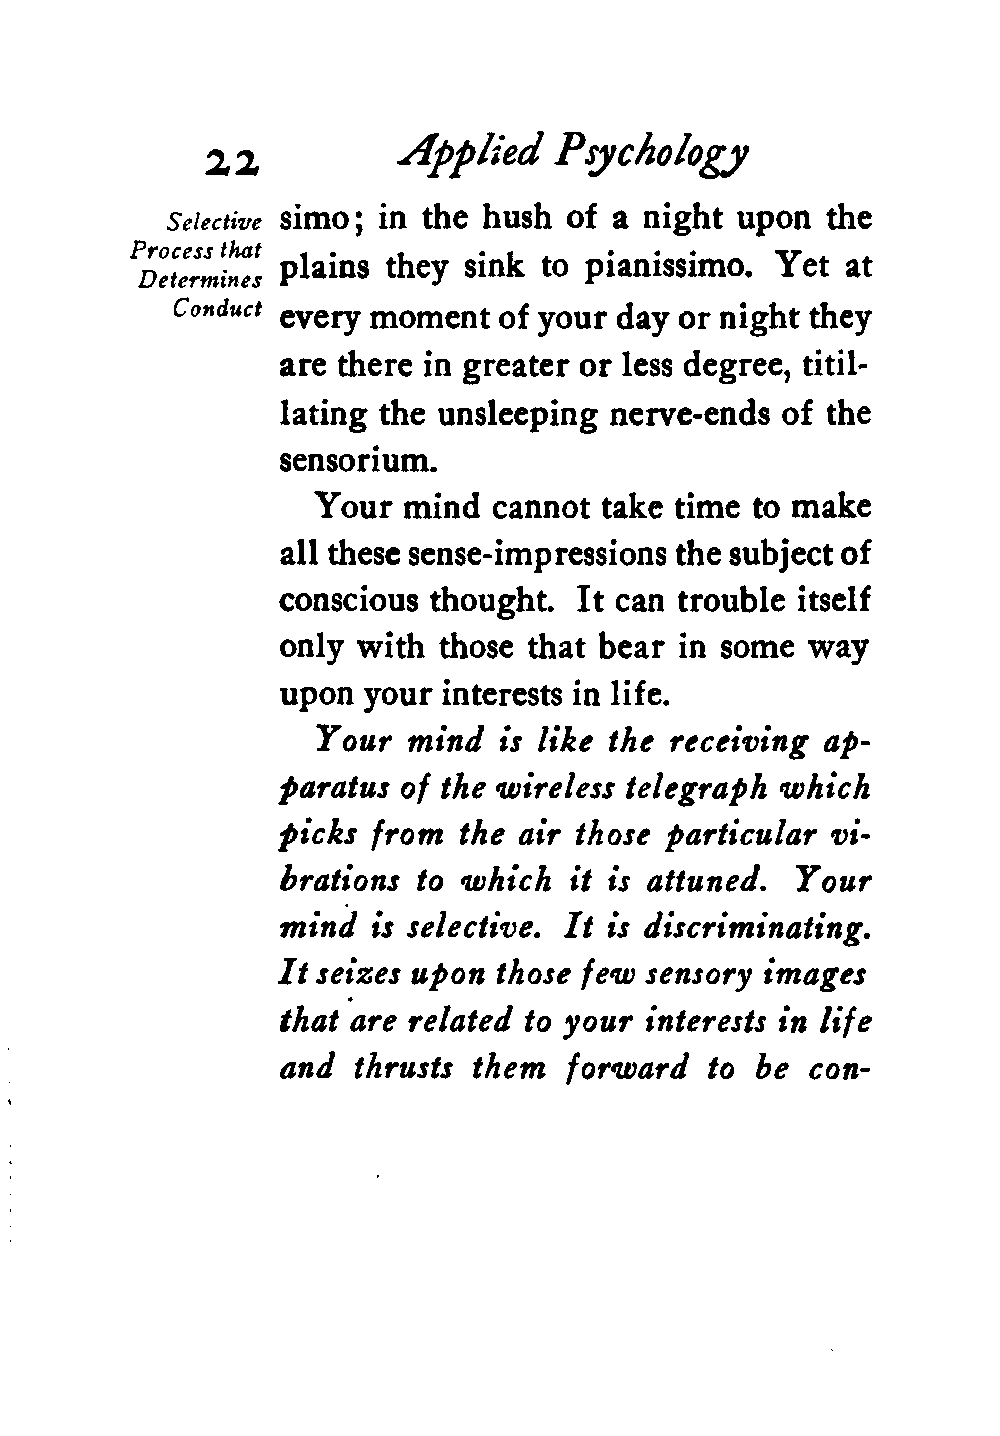 22 Applied Psychology
Selective
Process that
Determines
Conduct
simo; in the hush of a night upon the
plains they sink to pianissimo. Yet at
every moment of your day or night they
are there in greater or less degree, titil-
lating the unsleeping nerve-ends of the
sensorium.
Your mind cannot take time to make
all these sense-impressions the subject of
conscious thought. It can trouble itself
only with those that bear in some way
upon your interests in life.
Your mind is like the receiving ap-
paratus of the wireless telegraph which
picks from the air those particular vi-
brations to which it is attuned. Your
mind is selective. It is discriminating.
It seizes upon those few sensory images
that are related to your interests in life
and thrusts them forward to be con-